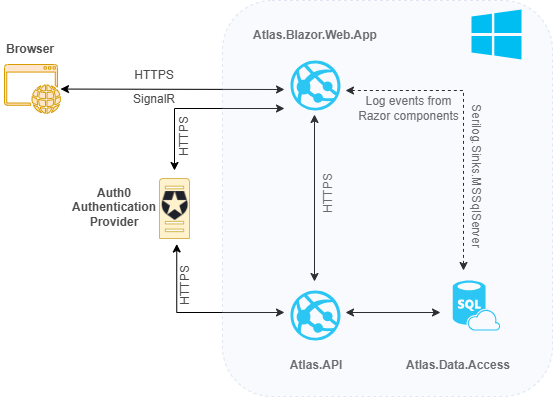 Browser
Atlas.Blazor.Web.App
HTTPS
SignalR
Log events from
Razor components
HTTPS
Serilog.SInks.MSSqlServer
Auth0
Authentication
Provider
HTTPS
HTTPS
SQL
Atlas.API
Atlas.Data.Access